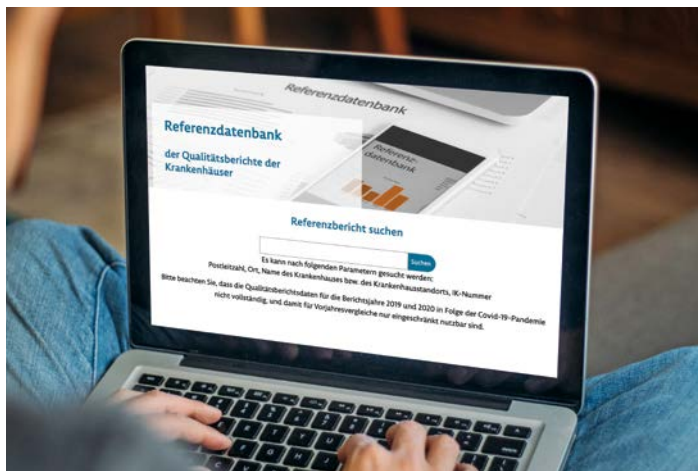 Referenzdatenbank
Referenz-
datenbank
Referenzdatenbank
der Qualitätsberichte der
Krankenhäuser
Referenzbericht suchen
Suchen
Es kann nach folgenden Parametern gesucht werden:
Postleitzahl, Ort, Name des Krankenhauses bzw. des Krankenhausstandorts, IK-Nummer
Bitte beachten Sie, dass die Qualitätsberichtsdaten für die Berichtsjahre 2019 und 2020 in Folge der Covid-19-Pandemie
nicht vollständig, und damit für Vorjahresvergleiche nur eingeschränkt nutzbar sind.